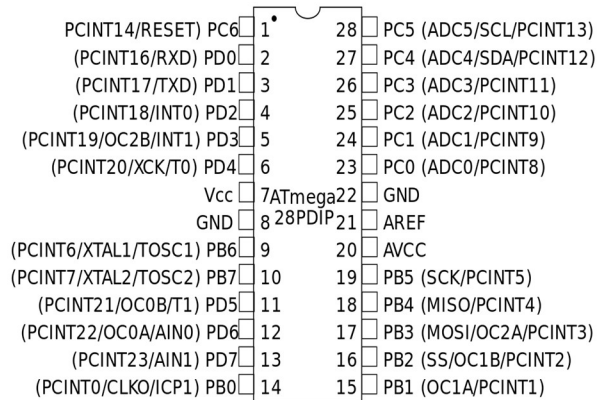 PCINT14/RESET) PC6 1 28 PC5 (ADC5/SCL/PCINT13)
(PCINT16/RXD) PD0 2 27 PC4 (ADC4/SDA/PCINT12)
(PCINT17/TXD) PD1 3 26 PC3 (ADC3/PCINT11)
(PCINT18/INT0) PD2 4 25 PC2 (ADC2/PCINT10)
(PCINT19/OC2B/INT1) PD3 5 24 PC1 (ADC1/PCINT9)
(PCINT20/XCK/T0) PD4 6 23 PC0 (ADC0/PCINT8)
Vcc 7 ATmega 22 GND
GND 8 28PDIP 21 AREF
(PCINT6/XTAL1/TOSC1) PB6 9 20 AVCC
(PCINT7/XTAL2/TOSC2) PB7 10 19 PB5 (SCK/PCINT5)
(PCINT21/OC0B/T1) PD5 11 18 PB4 (MISO/PCINT4)
(PCINT22/OC0A/AIN0) PD6 12 17 PB3 (MOSI/OC2A/PCINT3)
(PCINT23/AIN1) PD7 13 16 PB2 (SS/OC1B/PCINT2)
(PCINT0/CLKO/ICP1) PB0 14 15 PB1 (OC1A/PCINT1)